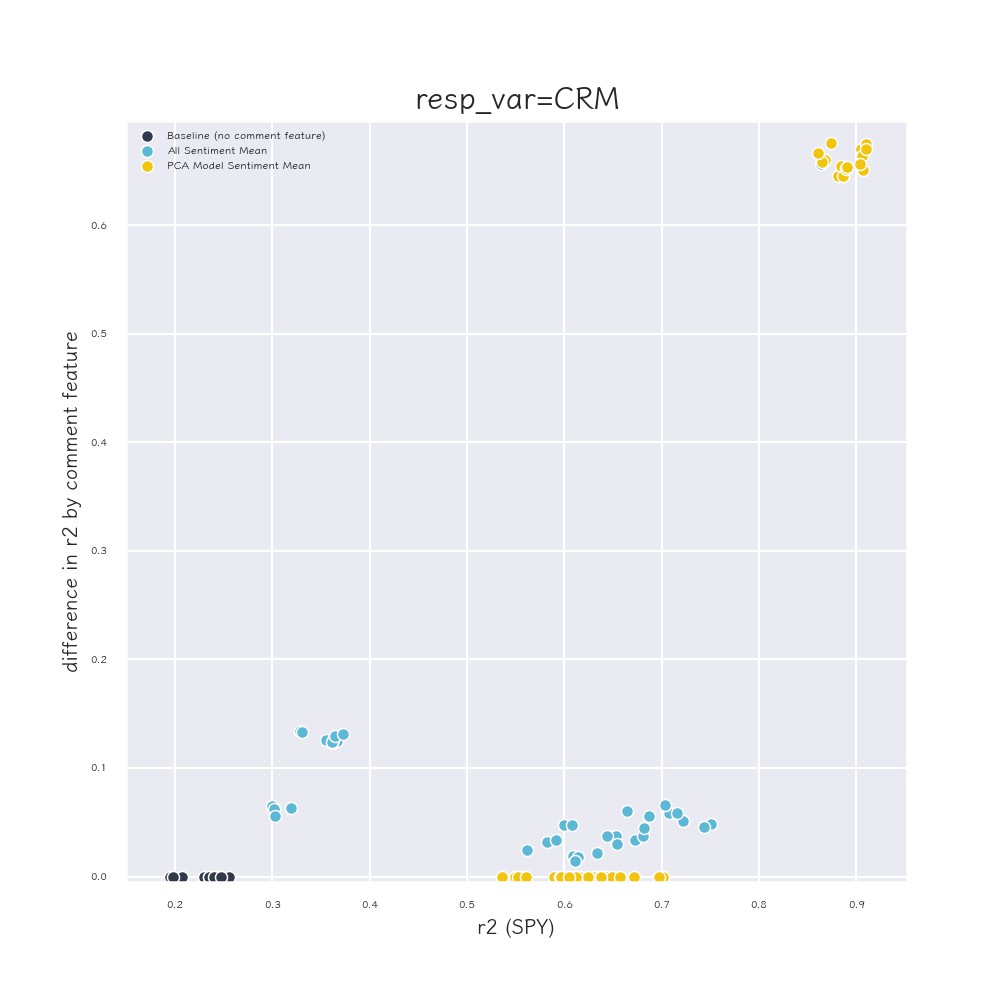 resp_var=CRM
Baseline (no comment feature)
All Sentiment Mean
PCA Model Sentiment Mean
difference in r2 by comment feature
0.6
0.5
0.4
0.3
0.2
0.1
0.0
0.2 0.3 0.4 0.5 0.6 0.7 0.8 0.9
r2 (SPY)